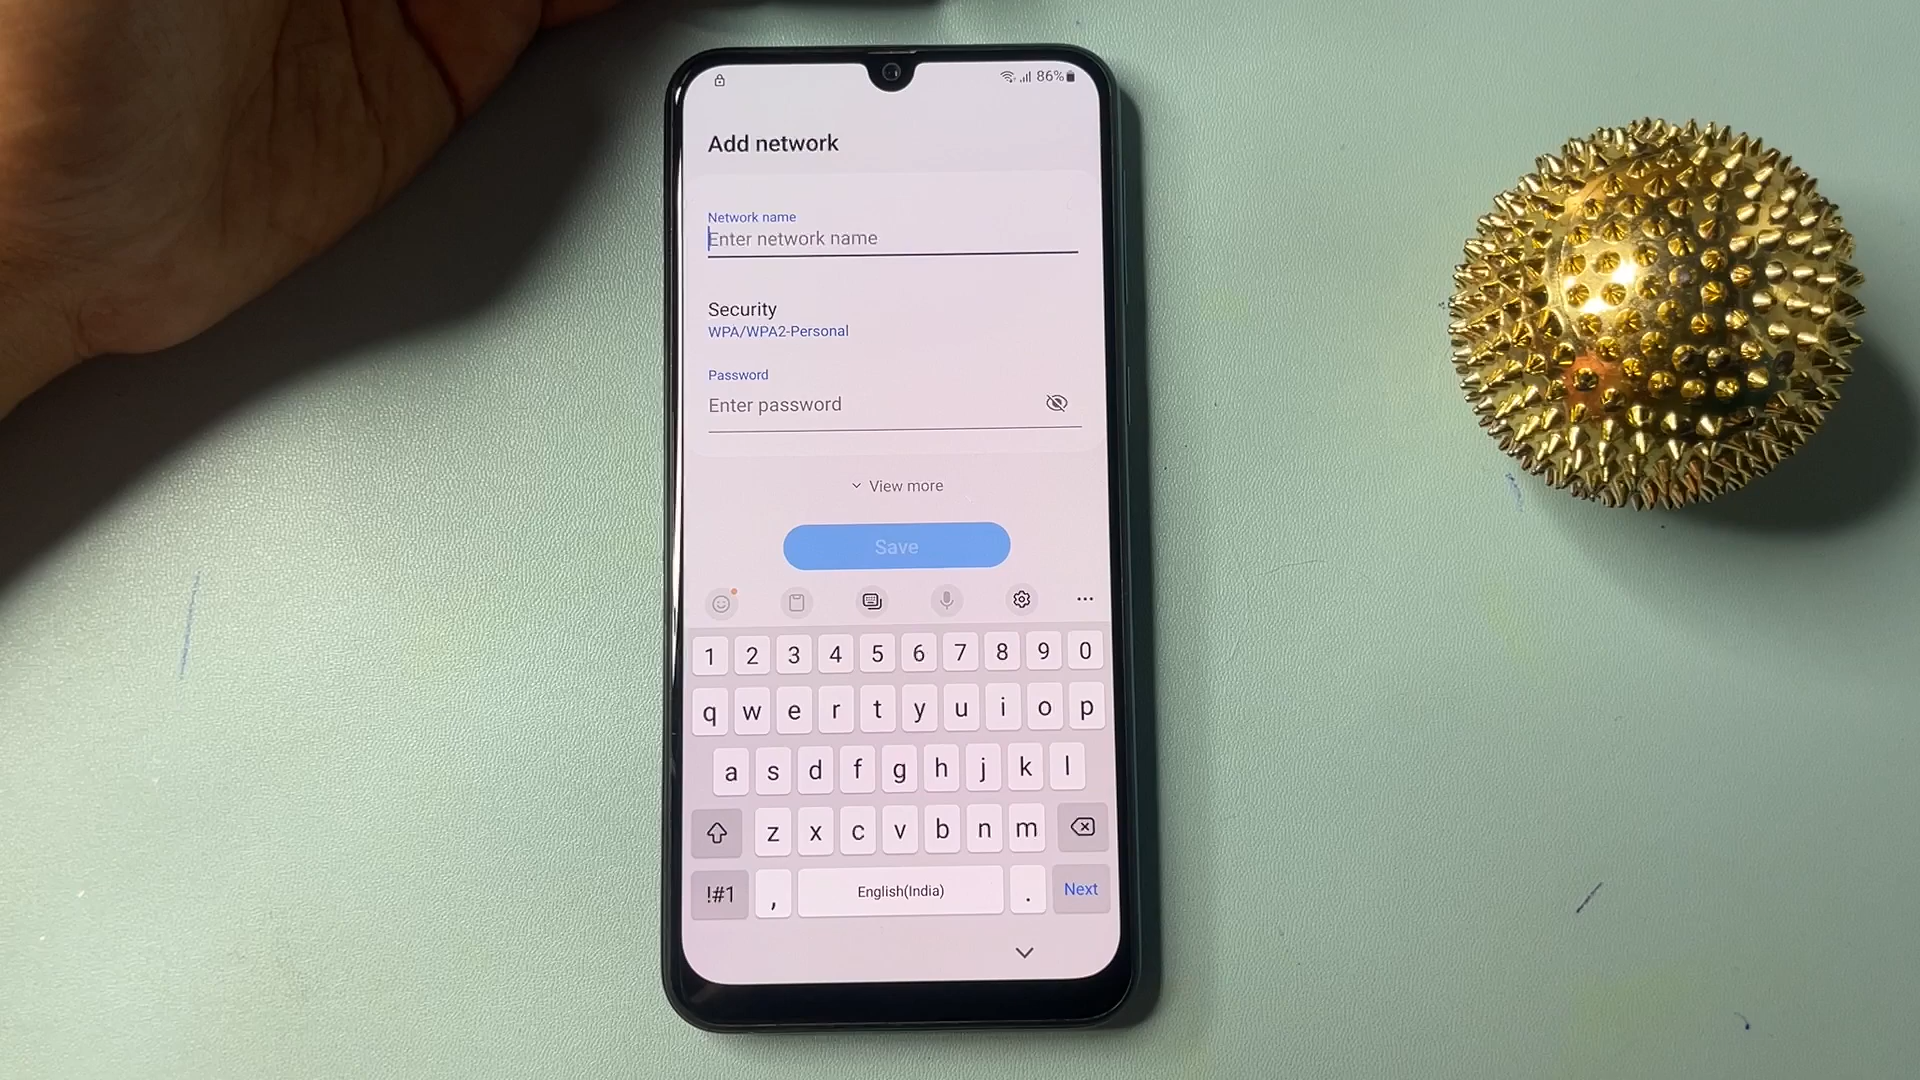 86%
Add network
Network name
Enter network name
Security
WPA/WPA2-Personal
Password
Enter password
View more
Save
1 2 3 4 5 6 7 8 9 0
q w e r t y u i o p
a s d f g h j k l
z x c v b n m
!#1 , English(India) . Next